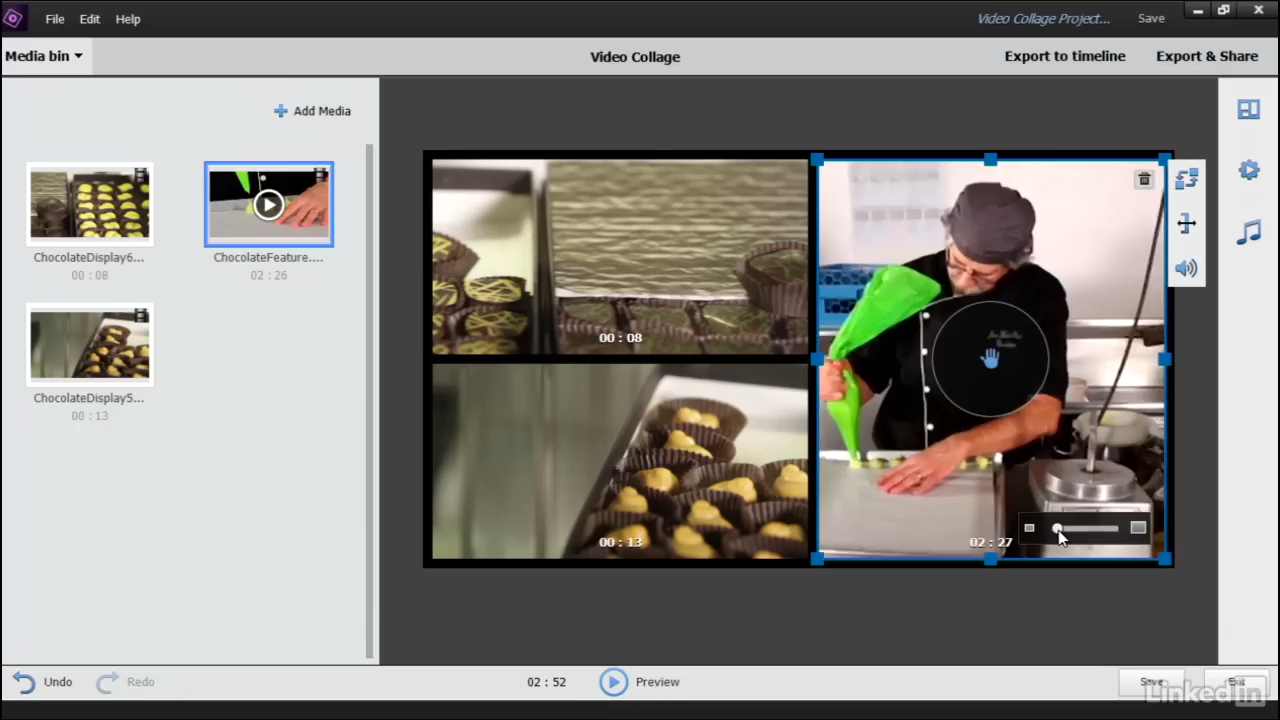 File Edit Help
Video Collage Project... Save
Media bin
Video Collage
Export to timeline Export & Share
Add Media
ChocolateDisplay6...
00 : 08
ChocolateFeature....
02 : 26
ChocolateDisplay5...
00 : 13
00 : 08
00 : 13
02 : 27
Undo Redo
02 : 52
Preview
Save Exit
Linked in